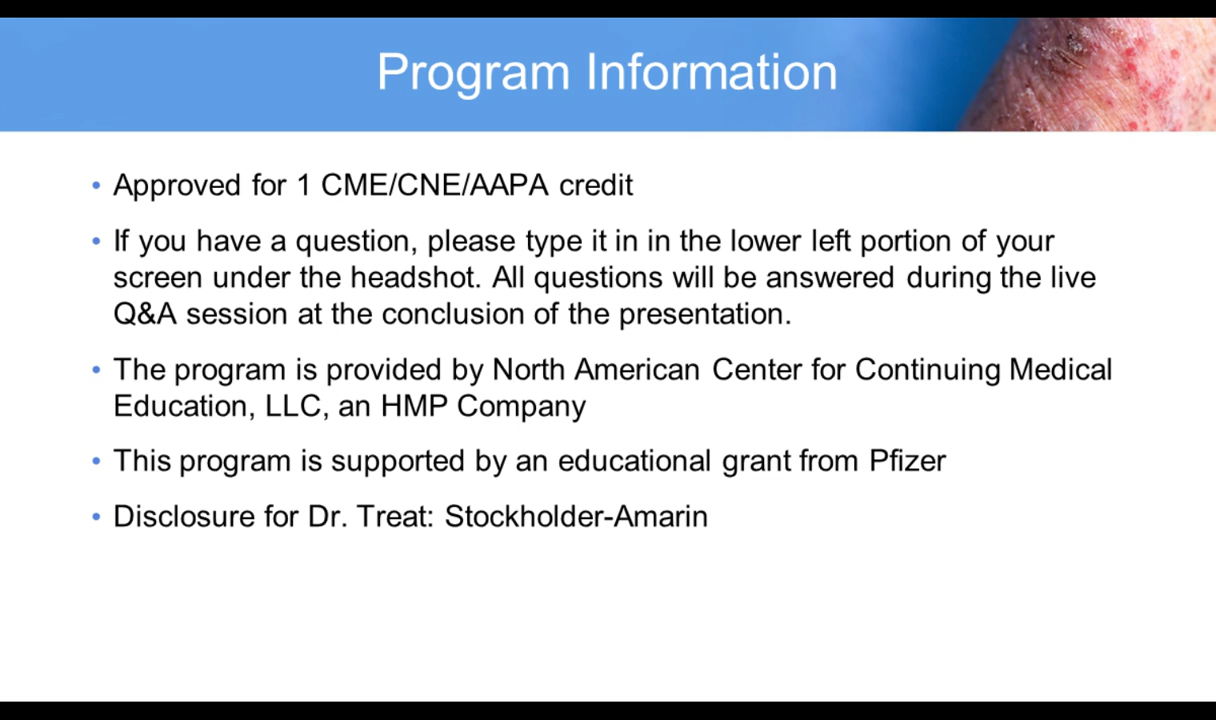 Program Information
• Approved for 1 CME/CNE/AAPA credit
• If you have a question, please type it in in the lower left portion of your
screen under the headshot. All questions will be answered during the live
Q&A session at the conclusion of the presentation.
• The program is provided by North American Center for Continuing Medical
Education, LLC, an HMP Company
• This program is supported by an educational grant from Pfizer
• Disclosure for Dr. Treat: Stockholder-Amarin